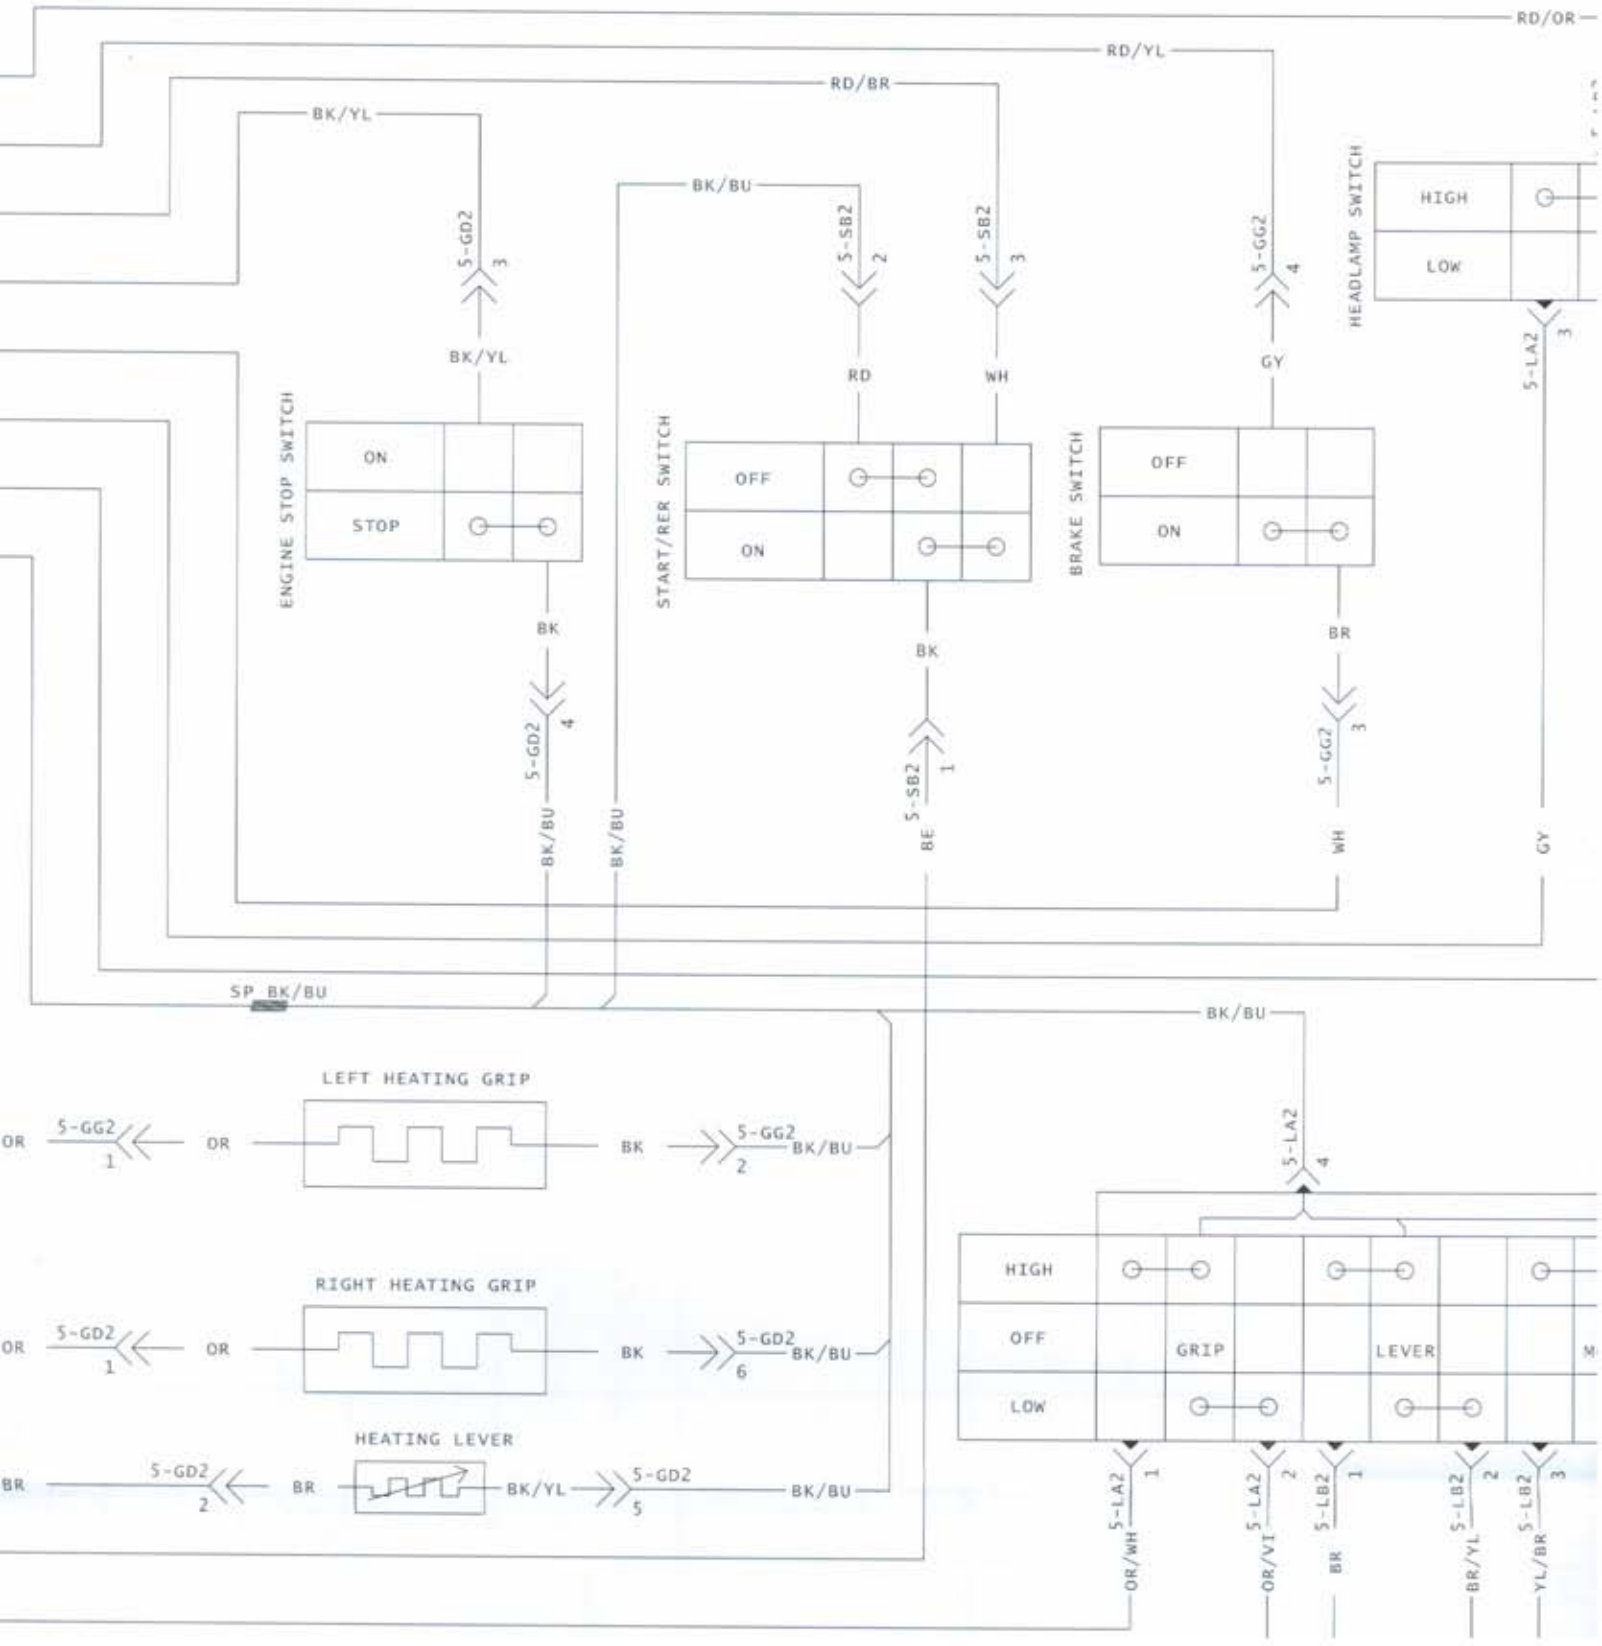 RD/OR
RD/YL
RD/BR
BK/YL
BK/BU
5-GD2
3
5-SB2
2
5-SB2
3
5-GG2
4
HEADLAMP SWITCH
HIGH
LOW
5-LA2
3
BK/YL
RD
WH
GY
ENGINE STOP SWITCH
ON
STOP
START/RER SWITCH
OFF
ON
BRAKE SWITCH
OFF
ON
BK
BK
BR
5-GD2
4
5-SB2
1
5-GG2
3
BK/BU
BK/BU
BE
WH
GY
SP BK/BU
BK/BU
LEFT HEATING GRIP
OR
5-GG2
1
OR
BK
5-GG2
2
BK/BU
5-LA2
4
RIGHT HEATING GRIP
OR
5-GD2
1
OR
BK
5-GD2
6
BK/BU
HIGH
OFF
GRIP
LEVER
LOW
HEATING LEVER
BR
5-GD2
2
BR
BK/YL
5-GD2
5
BK/BU
5-LA2
1
5-LA2
2
5-LB2
1
5-LB2
2
5-LB2
3
OR/WH
OR/VI
BR
BR/YL
YL/BR